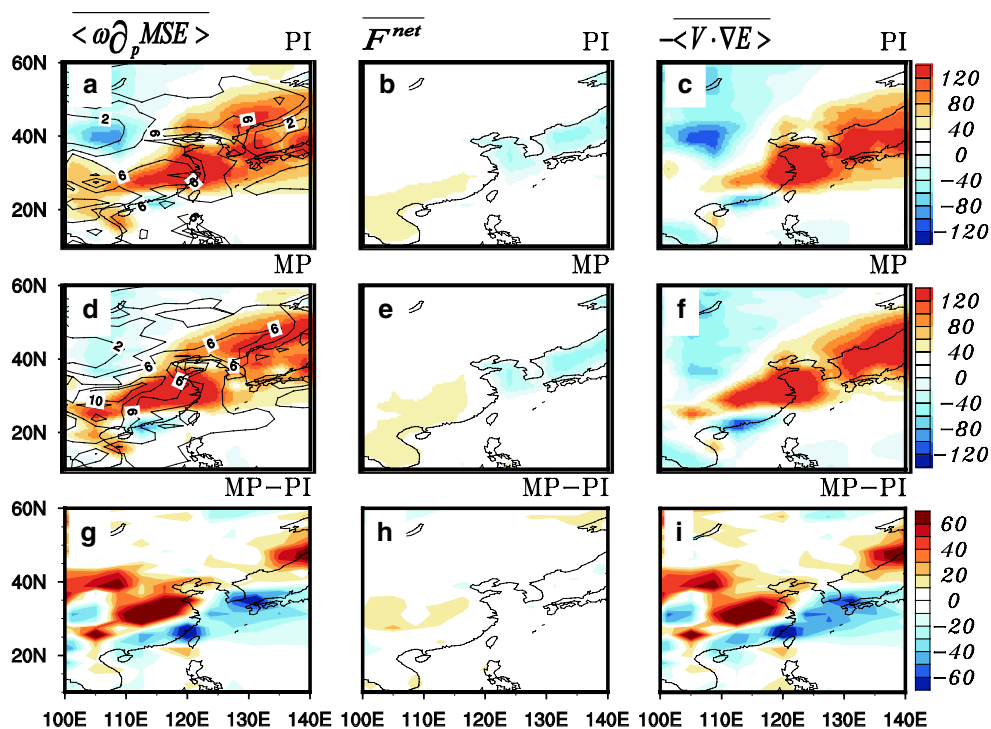 <ω∂pMSE> PI F^net PI −<V·∇E> PI
60N a b c 120
80
40N 40
0
−40
20N −80
−120
2 6 6 2 6 6 6 6
MP MP MP
60N d e f 120
80
40N 40
0
−40
20N −80
−120
2 6 6 6 6 6 10 6
MP−PI MP−PI MP−PI
60N g h i 60
40
40N 20
0
−20
20N −40
−60
100E 110E 120E 130E 140E 100E 110E 120E 130E 140E 100E 110E 120E 130E 140E